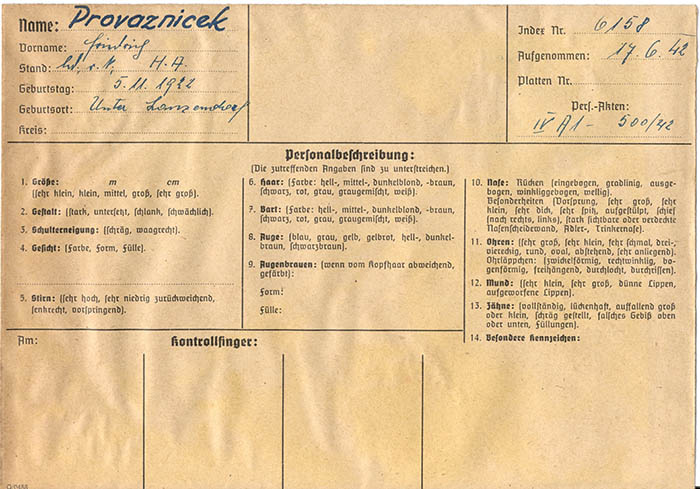 Name: Provaznicek
Vorname: Friedrich
Stand: led., r. k., H.A
Geburtstag: 5.11.1922
Geburtsort: Unter Lanzendorf
Kreis:
Index Nr. 6158
Aufgenommen: 17.6.42
Platten Nr.
Pers.-Akten:
IV A1 - 500/42
Personalbeschreibung:
(Die zutreffenden Angaben sind zu unterstreichen.)
1. Größe: m cm
(sehr klein, klein, mittel, groß, sehr groß).
2. Gestalt: (stark, untersetzt, schlank, schwächlich).
3. Schulterneigung: (schräg, waagrecht).
4. Gesicht: (Farbe, Form, Fülle).
5. Stirn: (sehr hoch, sehr niedrig zurückweichend,
senkrecht, vorspringend).
6. Haar: (Farbe: hell-, mittel-, dunkelblond, -braun,
schwarz, rot, grau, graugemischt, weiß).
7. Bart: (Farbe: hell-, mittel-, dunkelblond, -braun,
schwarz, rot, grau, graugemischt, weiß).
8. Auge: (blau, grau, gelb, gelbrot, hell-, dunkel-
braun, schwarzbraun).
9. Augenbrauen: (wenn vom Kopfhaar abweichend,
gefärbt):
Form:
Fülle:
10. Nase: Rücken (eingebogen, gradlinig, ausge-
bogen, winkliggebogen, wellig).
Besonderheiten (Vorsprung, sehr groß, sehr
klein, sehr dick, sehr spitz, aufgestülpt, schief
(nach rechts, links), stark sichtbare oder verdeckte
Nasenscheidewand, Adler-, Trinkernase).
11. Ohren: (sehr groß, sehr klein, sehr schmal, drei-,
viereckig, rund, oval, abstehend, sehr anliegend).
Ohrläppchen: (zwickelförmig, rechtwinklig, bo-
genförmig, freihängend, durchlocht, durchrissen).
12. Mund: (sehr klein, sehr groß, dünne Lippen,
aufgeworfene Lippen).
13. Zähne: (vollständig, lückenhaft, auffallend groß
oder klein, schräg gestellt, falsches Gebiß oben
oder unten, Füllungen).
14. Besondere Kennzeichen:
Am: Kontrollfinger: